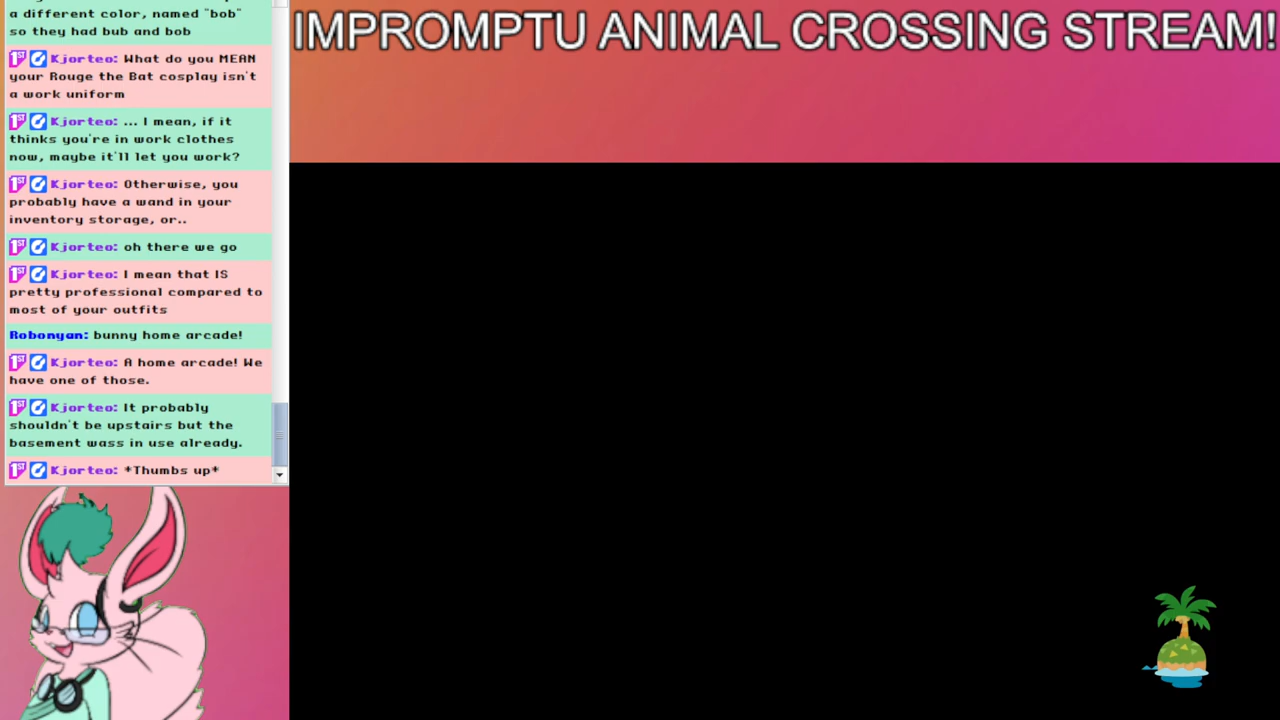 a different color, named "bob"
so they had bub and bob
Kjorteo: What do you MEAN
your Rouge the Bat cosplay isn't
a work uniform
Kjorteo: ... I mean, if it
thinks you're in work clothes
now, maybe it'll let you work?
Kjorteo: Otherwise, you
probably have a wand in your
inventory storage, or..
Kjorteo: oh there we go
Kjorteo: I mean that IS
pretty professional compared to
most of your outfits
Robonyan: bunny home arcade!
Kjorteo: A home arcade! We
have one of those.
Kjorteo: It probably
shouldn't be upstairs but the
basement wass in use already.
Kjorteo: *Thumbs up*
IMPROMPTU ANIMAL CROSSING STREAM!